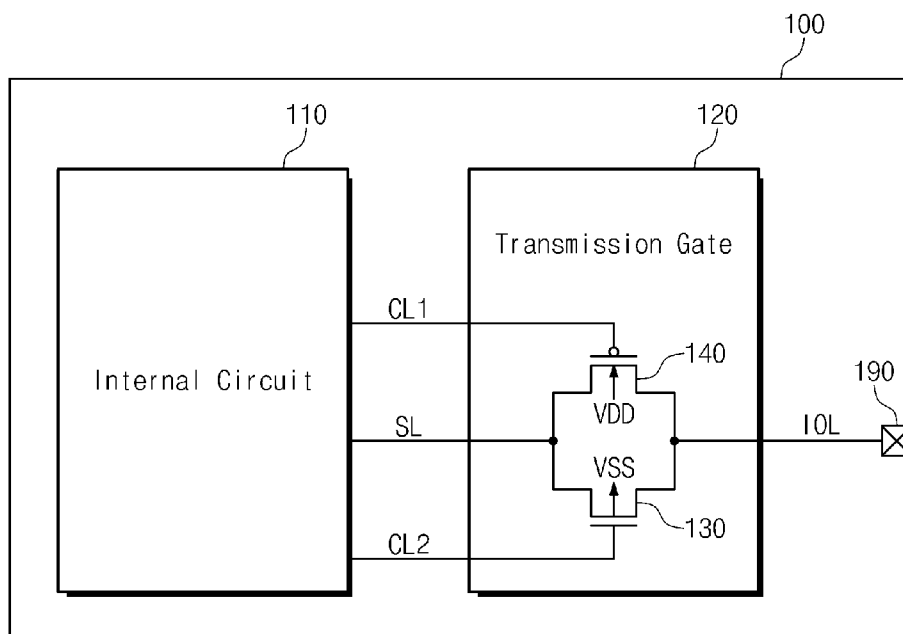 100
110
120
Transmission Gate
CL1
Internal Circuit
140
190
VDD
SL
IOL
VSS
130
CL2